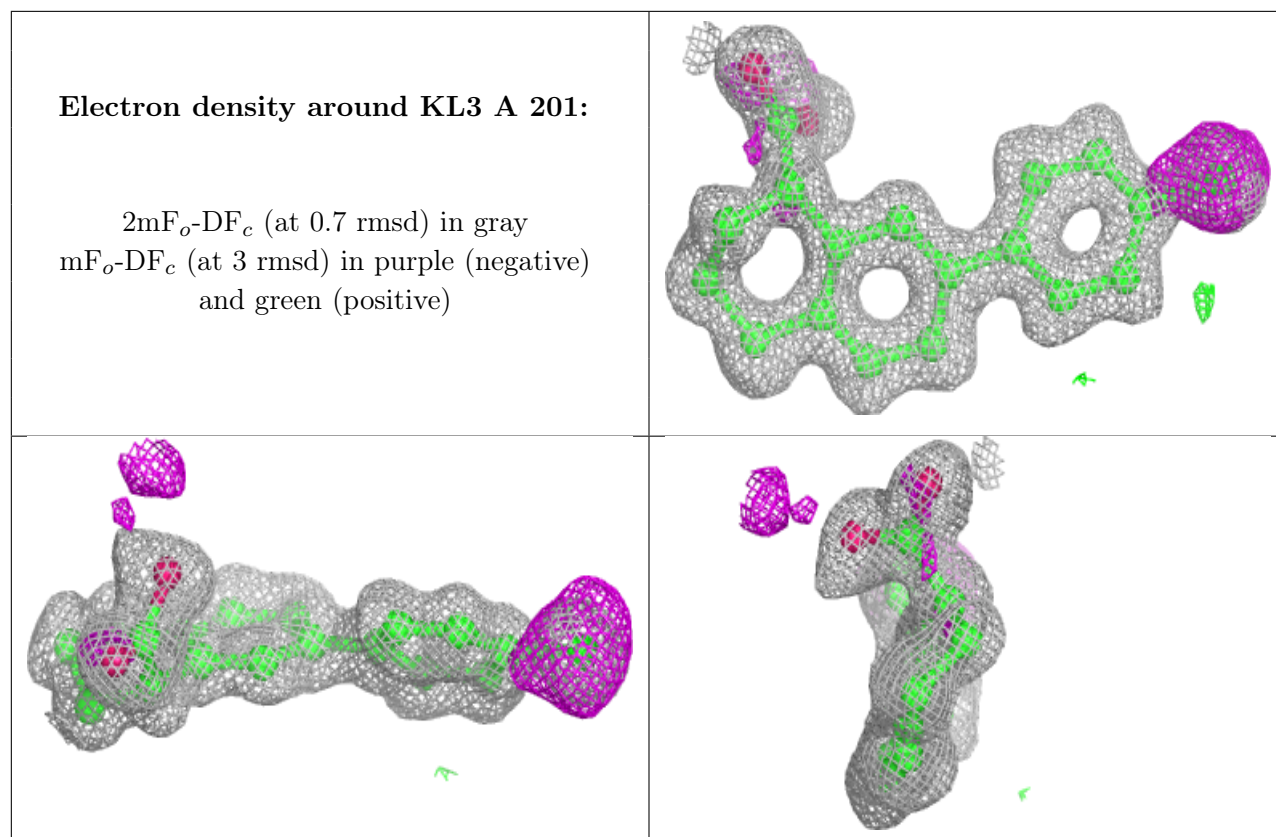 Electron density around KL3 A 201:
2mFo-DFc (at 0.7 rmsd) in gray
mFo-DFc (at 3 rmsd) in purple (negative)
and green (positive)